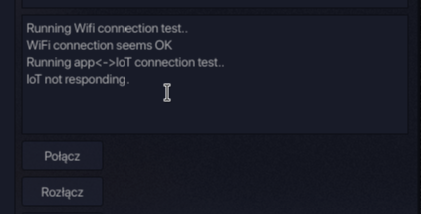 Running Wifi connection test..
WiFi connection seems OK
Running app<->IoT connection test..
IoT not responding.
Połącz
Rozłącz